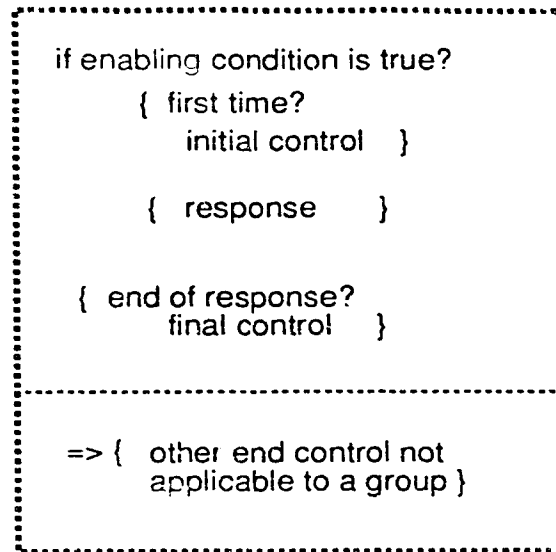 if enabling condition is true?
{ first time?
initial control }
{ response }
{ end of response?
final control }
=> { other end control not
applicable to a group }